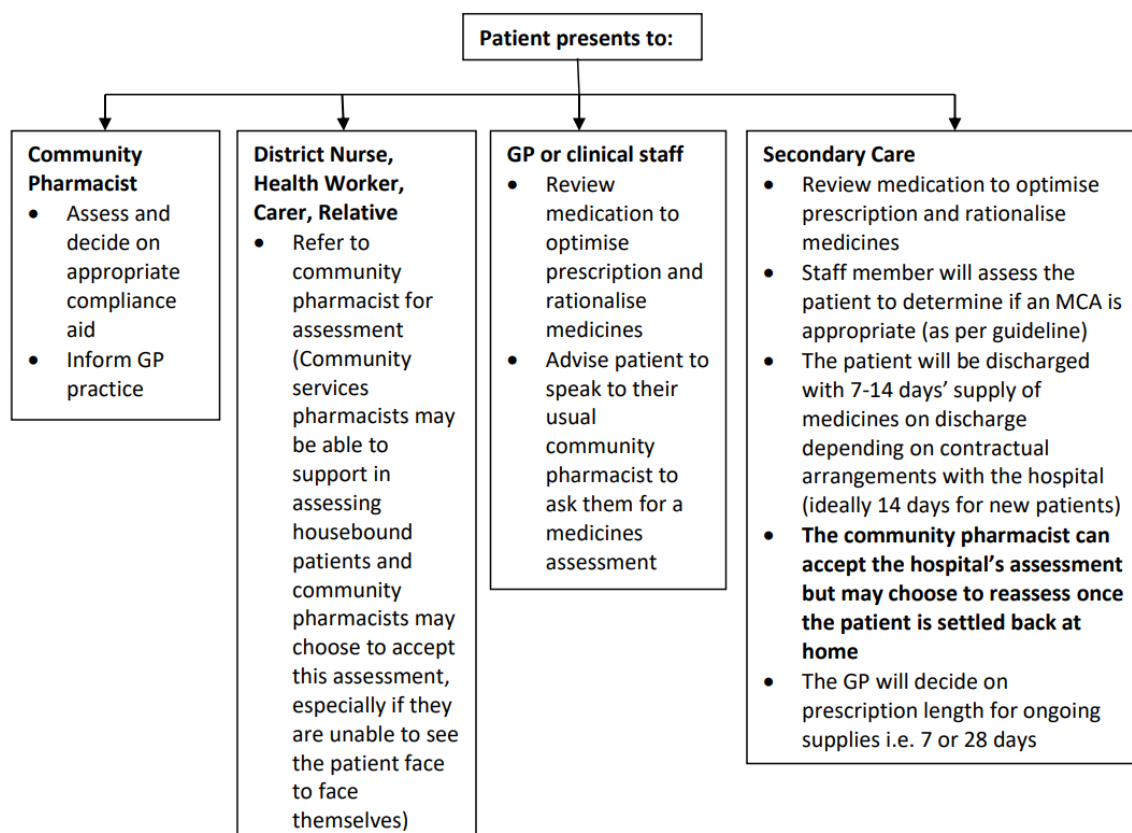 Patient presents to:
Community
Pharmacist
• Assess and
decide on
appropriate
compliance
aid
• Inform GP
practice
District Nurse,
Health Worker,
Carer, Relative
• Refer to
community
pharmacist for
assessment
(Community
services
pharmacists may
be able to
support in
assessing
housebound
patients and
community
pharmacists may
choose to accept
this assessment,
especially if they
are unable to see
the patient face
to face
themselves)
GP or clinical staff
• Review
medication to
optimise
prescription and
rationalise
medicines
• Advise patient to
speak to their
usual
community
pharmacist to
ask them for a
medicines
assessment
Secondary Care
• Review medication to optimise
prescription and rationalise
medicines
• Staff member will assess the
patient to determine if an MCA is
appropriate (as per guideline)
• The patient will be discharged
with 7-14 days’ supply of
medicines on discharge
depending on contractual
arrangements with the hospital
(ideally 14 days for new patients)
• The community pharmacist can
accept the hospital’s assessment
but may choose to reassess once
the patient is settled back at
home
• The GP will decide on
prescription length for ongoing
supplies i.e. 7 or 28 days